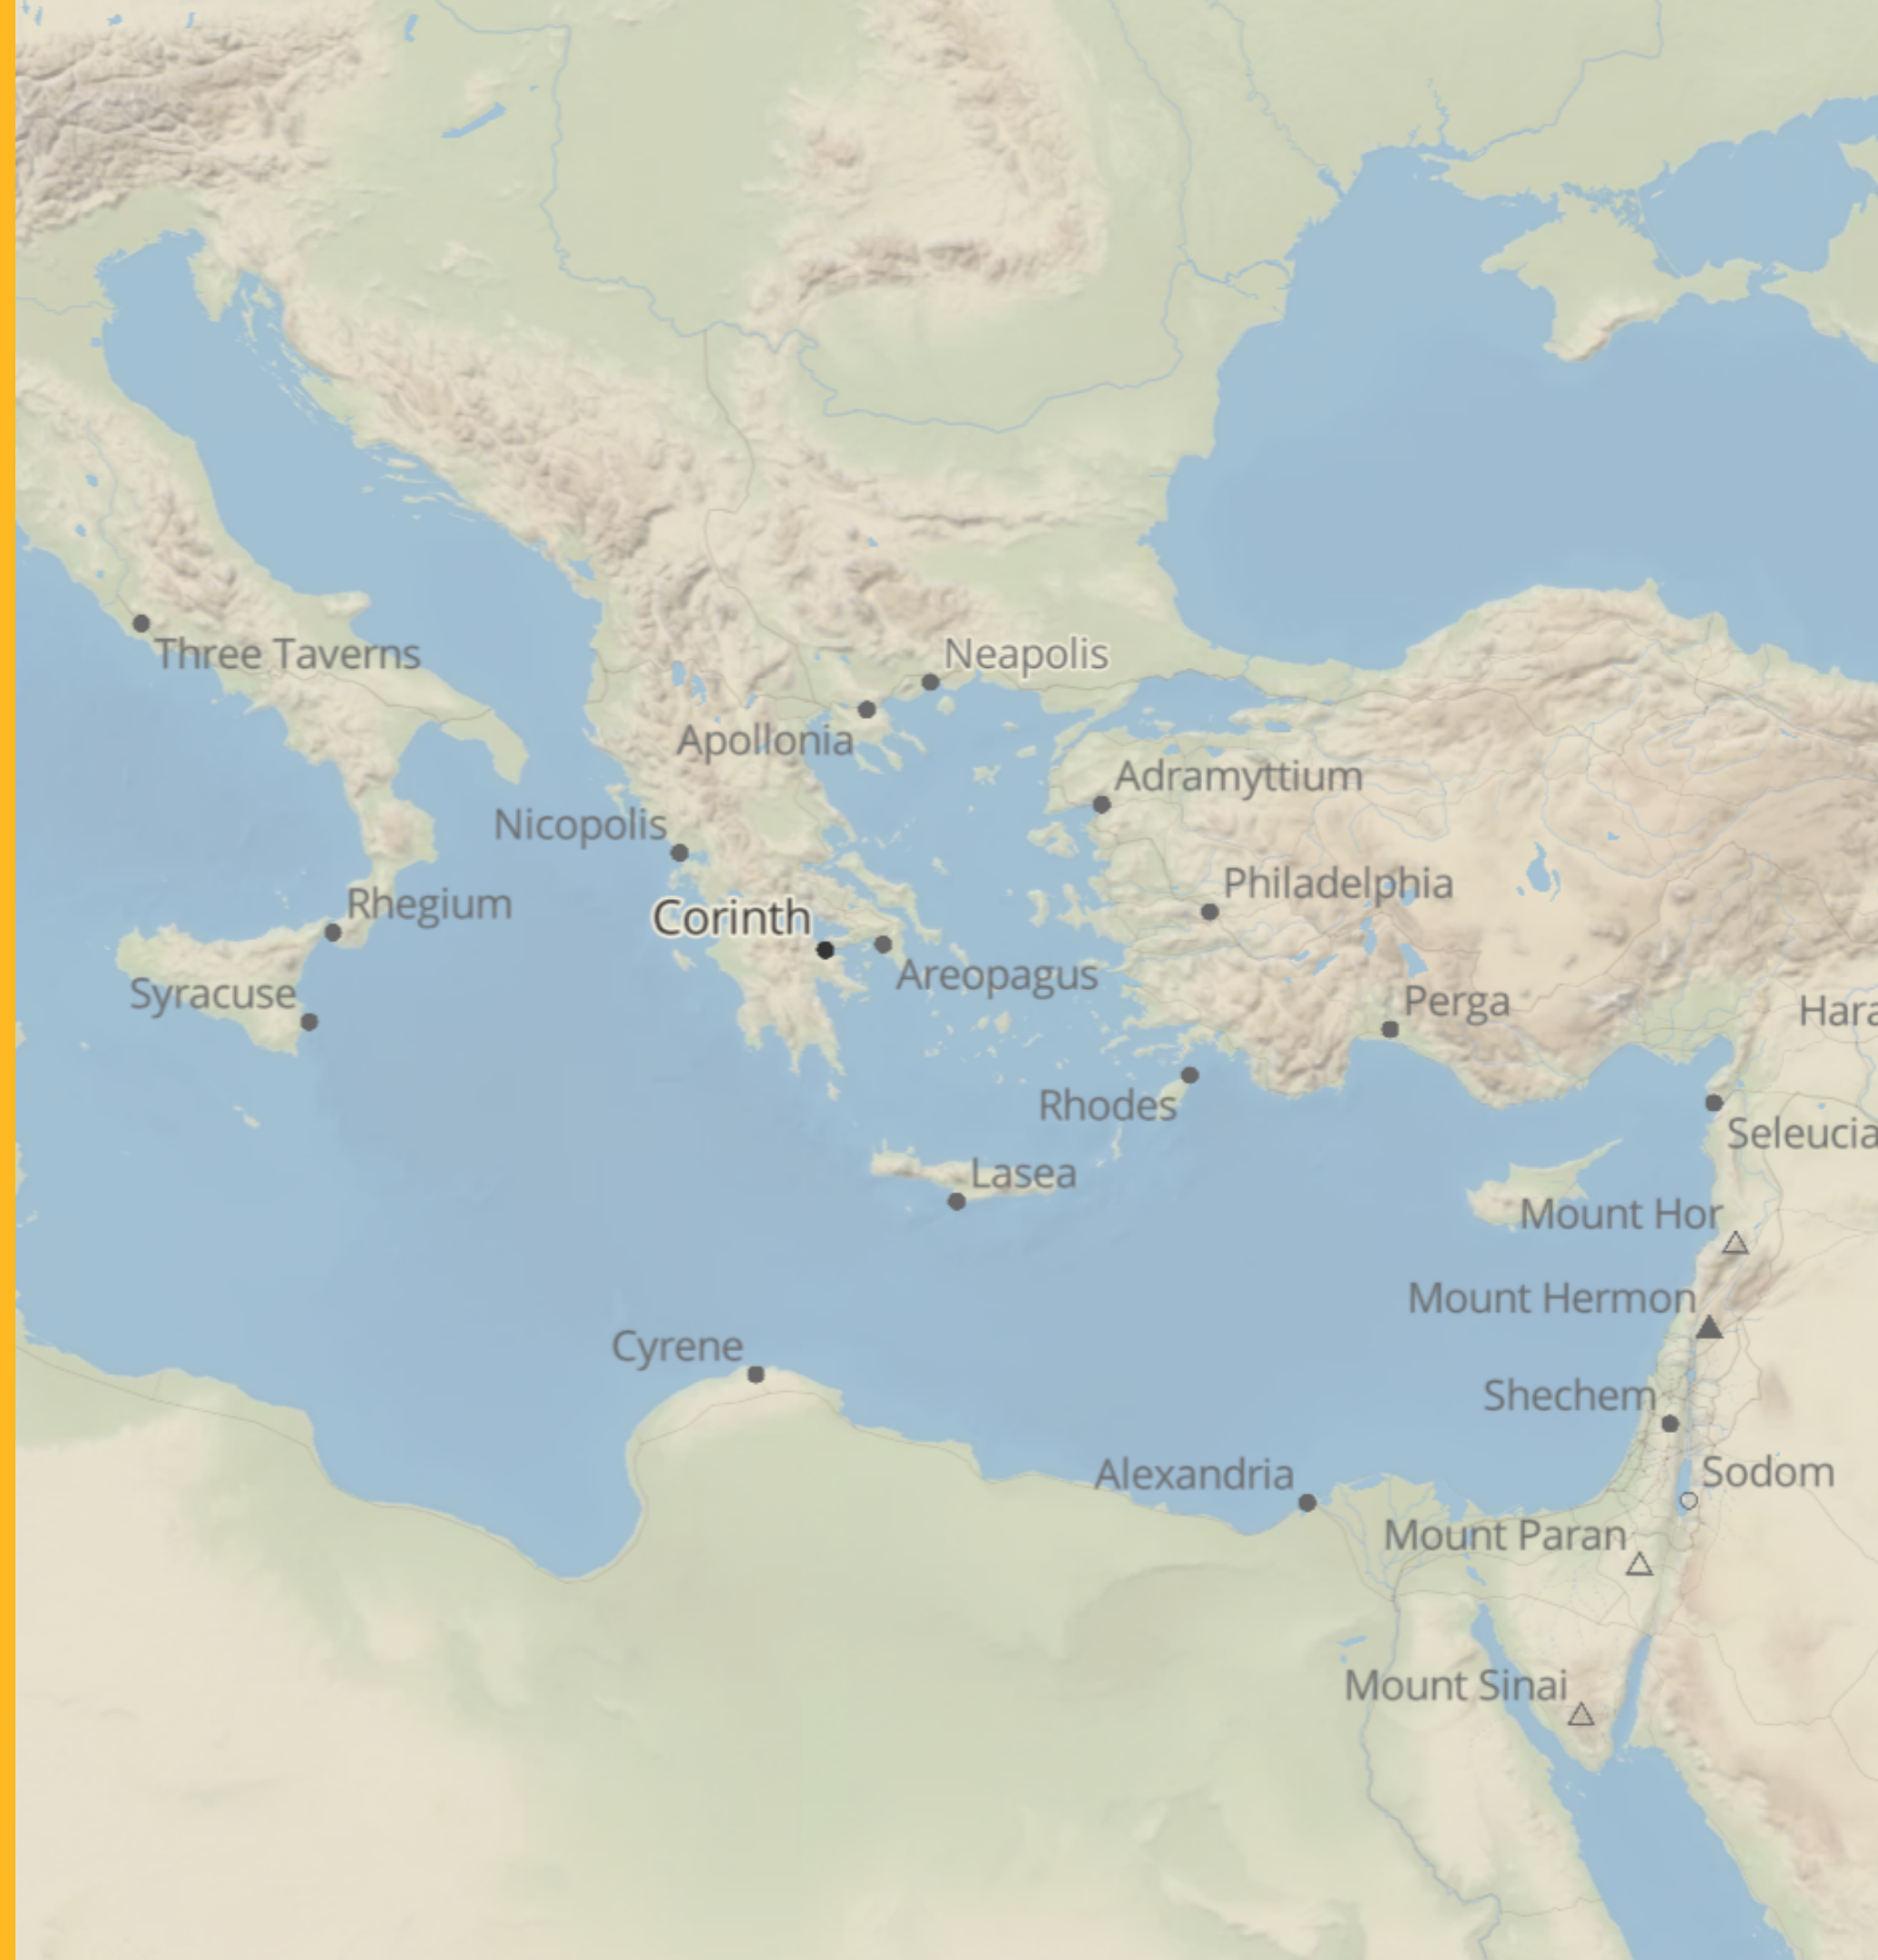 Three Taverns
Neapolis
Apollonia
Adramyttium
Nicopolis
Philadelphia
Rhegium
Corinth
Areopagus
Syracuse
Perga
Hara
Rhodes
Seleucia
Lasea
Mount Hor
Mount Hermon
Cyrene
Shechem
Alexandria
Sodom
Mount Paran
Mount Sinai